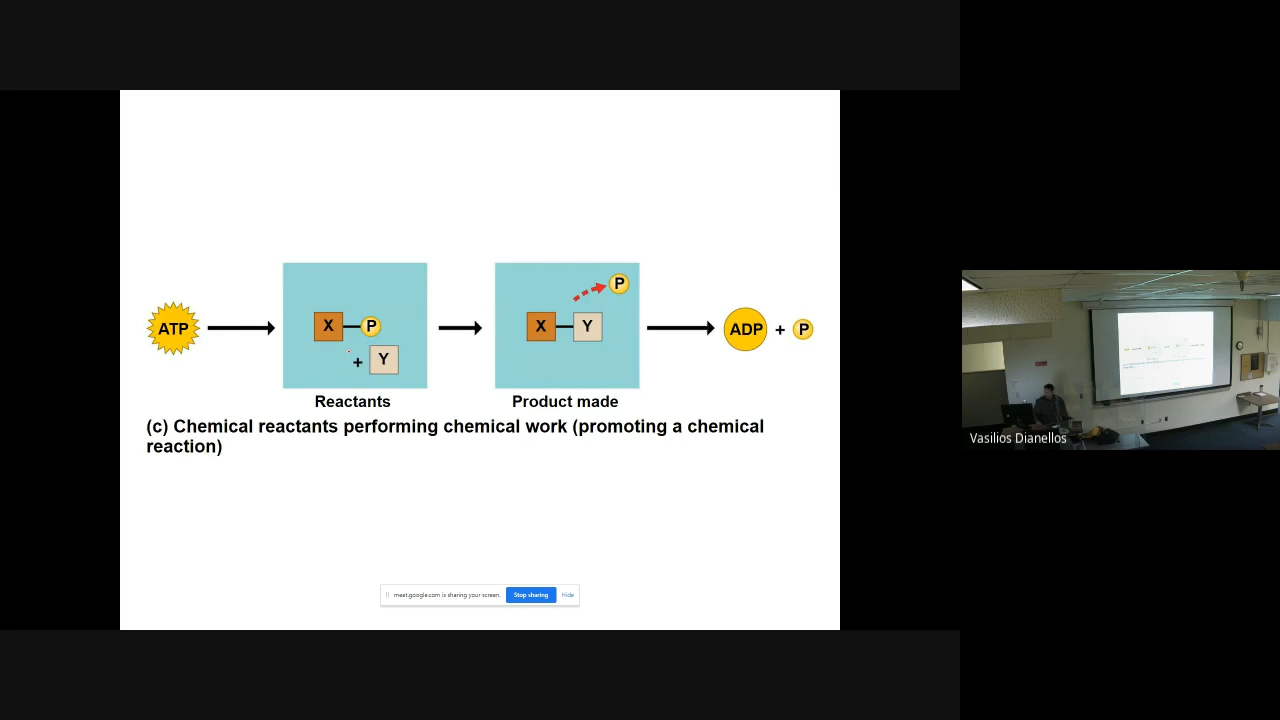 ATP
X
P
+
Y
X
Y
P
ADP + P
Reactants
Product made
(c) Chemical reactants performing chemical work (promoting a chemical
reaction)
meet.google.com is sharing your screen.
Stop sharing
Hide
Vasilios Dianellos